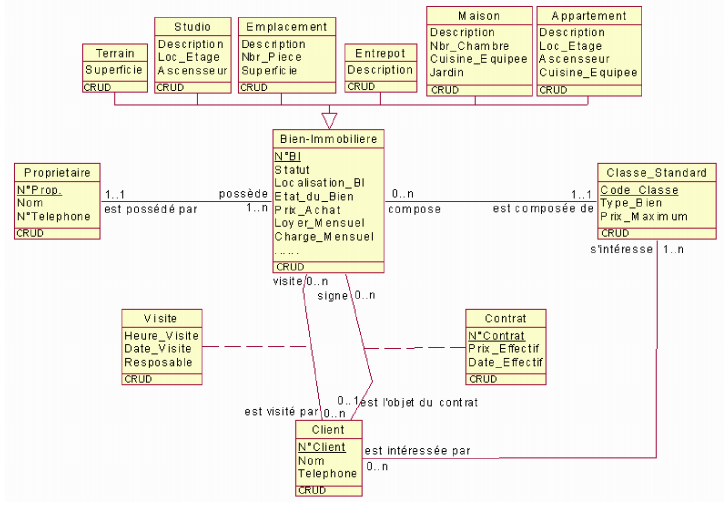 Terrain
Superficie
CRUD
Studio
Description
Loc_Etage
Ascensseur
CRUD
Emplacement
Description
Nbr_Piece
Superficie
CRUD
Entrepot
Description
CRUD
Maison
Description
Nbr_Chambre
Cuisine_Equipee
Jardin
CRUD
Appartement
Description
Loc_Etage
Ascensseur
Cuisine_Equipee
CRUD
Bien-Immobiliere
N°BI
Statut
Localisation_BI
Etat_du_Bien
Prix_Achat
Loyer_Mensuel
Charge_Mensuel
......
CRUD
Proprietaire
N°Prop.
Nom
N°Telephone
CRUD
1..1
est possédé par
possède
1..n
0..n
compose
1..1
est composée de
Classe_Standard
Code_Classe
Type_Bien
Prix_Maximum
CRUD
s'intéresse 1..n
visite 0..n
signe 0..n
Visite
Heure_Visite
Date_Visite
Resposable
CRUD
Contrat
N°Contrat
Prix_Effectif
Date_Effectif
CRUD
0..1 est l'objet du contrat
est visité par 0..n
Client
N°Client
Nom
Telephone
CRUD
est intéressée par
0..n